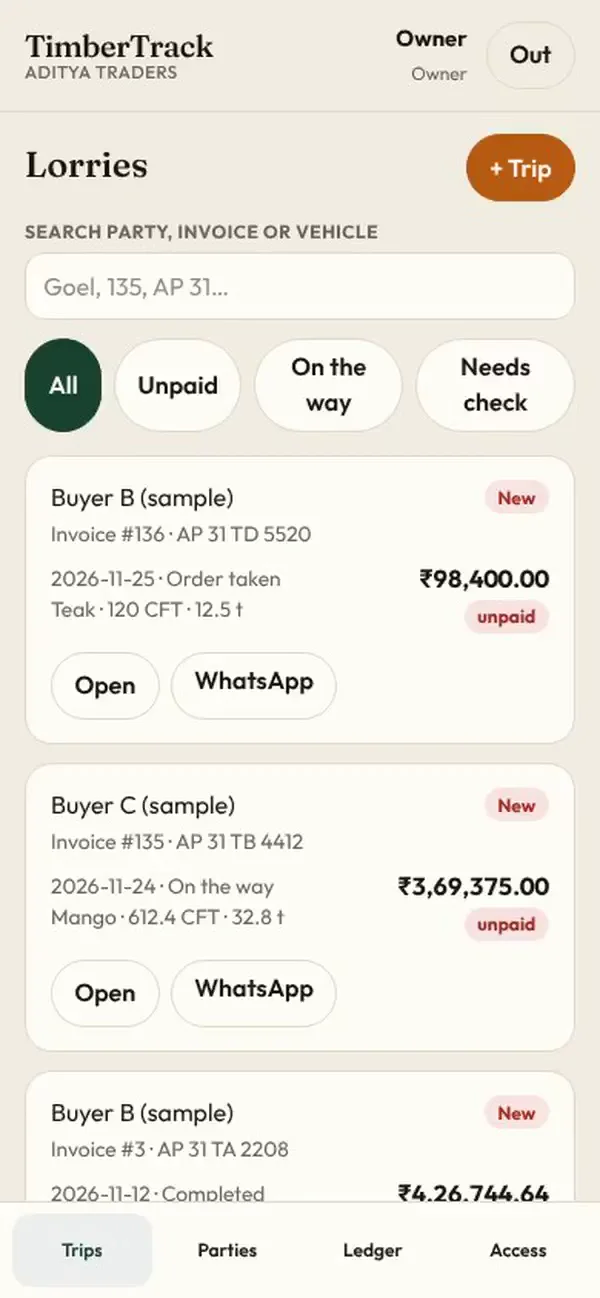 TimberTrack
ADITYA TRADERS
Owner
Owner
Out
Lorries
+ Trip
SEARCH PARTY, INVOICE OR VEHICLE
Goel, 135, AP 31...
All
Unpaid
On the
way
Needs
check
Buyer B (sample)
New
Invoice #136 · AP 31 TD 5520
2026-11-25 · Order taken
₹98,400.00
Teak · 120 CFT · 12.5 t
unpaid
Open
WhatsApp
Buyer C (sample)
New
Invoice #135 · AP 31 TB 4412
2026-11-24 · On the way
₹3,69,375.00
Mango · 612.4 CFT · 32.8 t
unpaid
Open
WhatsApp
Buyer B (sample)
New
Invoice #3 · AP 31 TA 2208
2026-11-12 · Completed
₹4,26,744.64
Trips
Parties
Ledger
Access